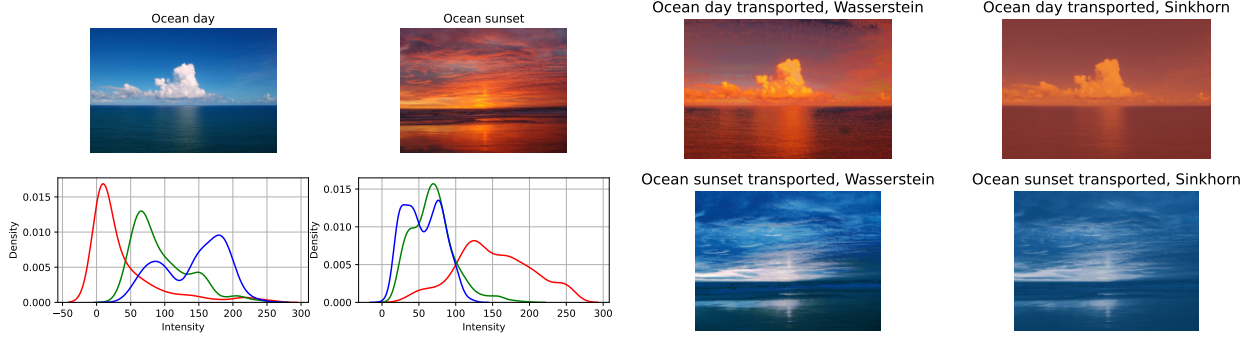 Ocean day
Ocean sunset
Ocean day transported, Wasserstein
Ocean day transported, Sinkhorn
Ocean sunset transported, Wasserstein
Ocean sunset transported, Sinkhorn
Density
0.015
0.010
0.005
0.000
−50 0 50 100 150 200 250 300
Intensity
Density
0.015
0.010
0.005
0.000
0 50 100 150 200 250 300
Intensity